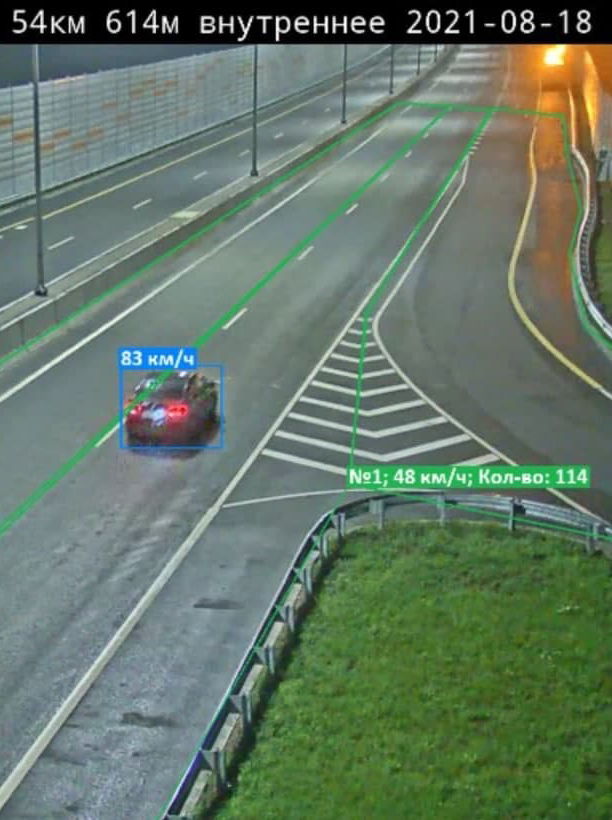 54км 614м внутреннее 2021-08-18
83 км/ч
№1; 48 км/ч; Кол-во: 114